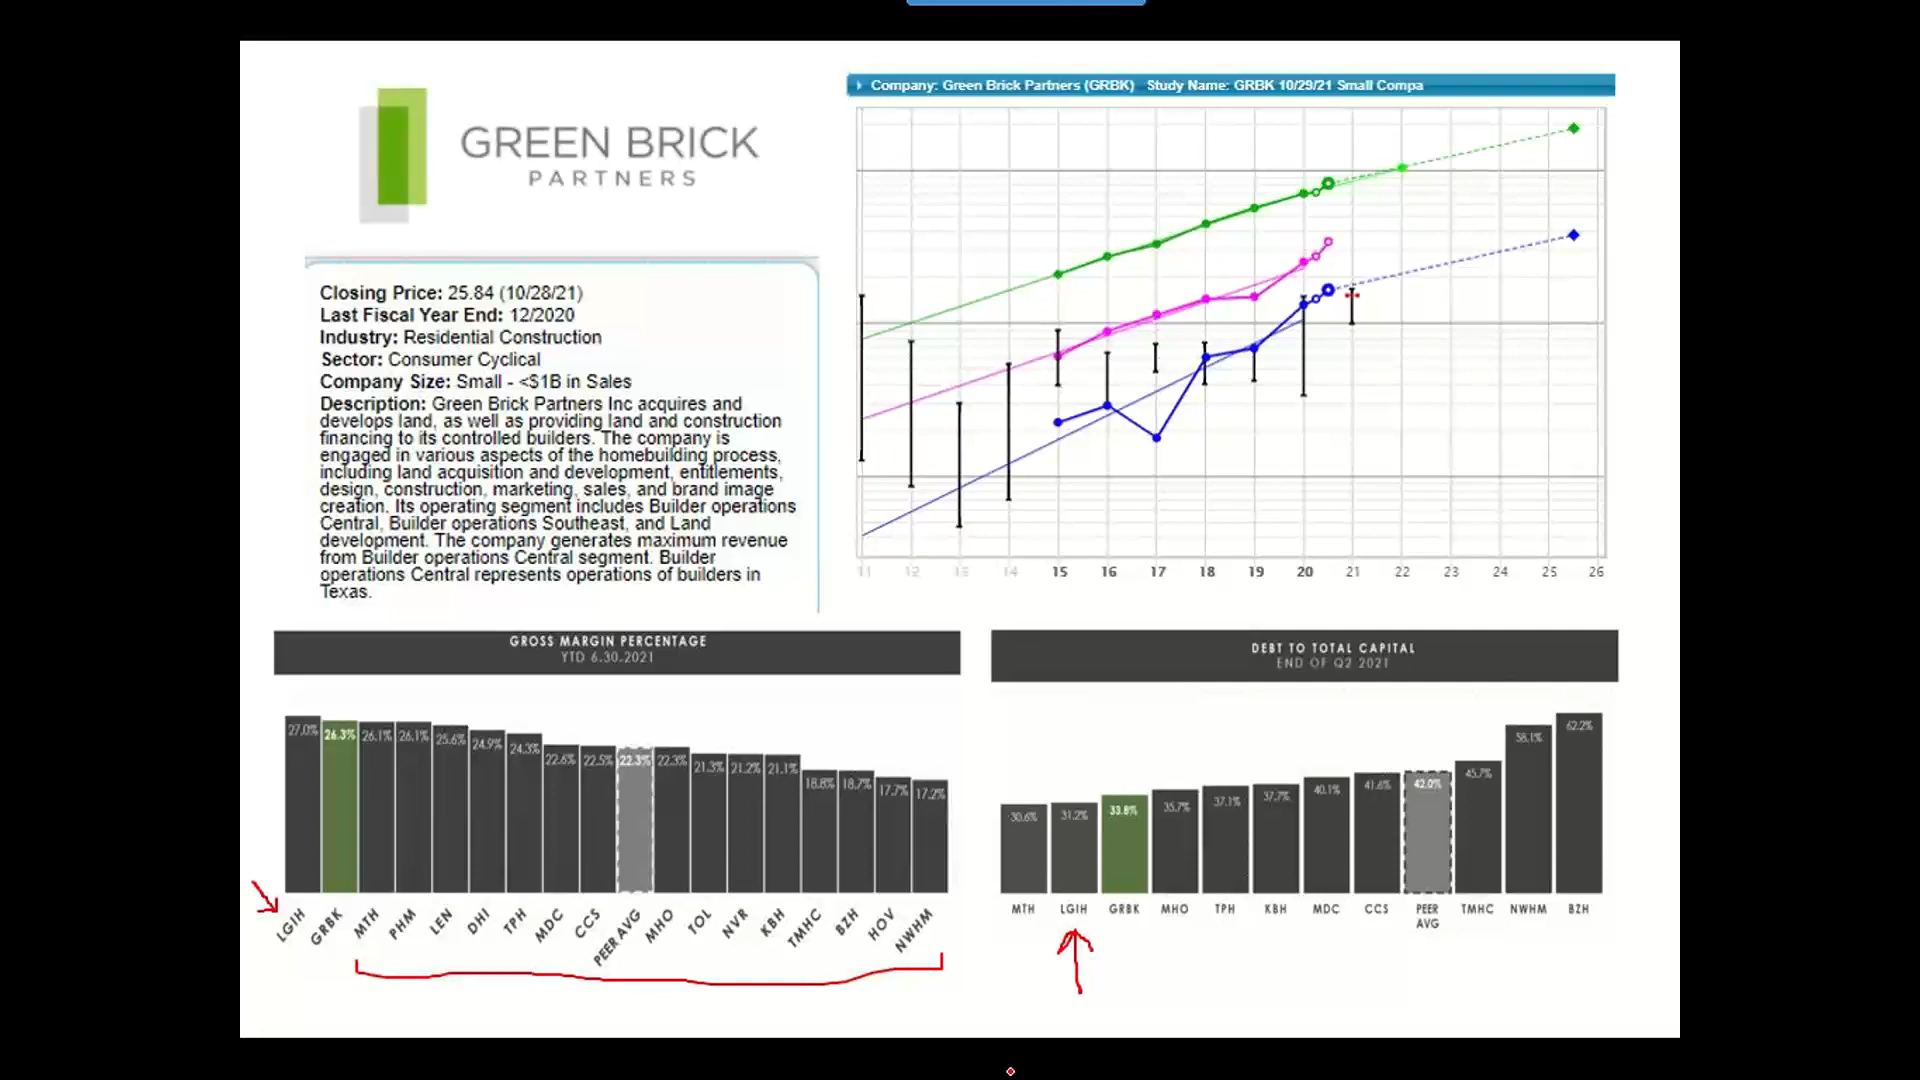 GREEN BRICK
PARTNERS
Closing Price: 25.84 (10/28/21)
Last Fiscal Year End: 12/2020
Industry: Residential Construction
Sector: Consumer Cyclical
Company Size: Small - <$1B in Sales
Description: Green Brick Partners Inc acquires and
develops land, as well as providing land and construction
financing to its controlled builders. The company is
engaged in various aspects of the homebuilding process,
including land acquisition and development, entitlements,
design, construction, marketing, sales, and brand image
creation. Its operating segment includes Builder operations
Central, Builder operations Southeast, and Land
development. The company generates maximum revenue
from Builder operations Central segment. Builder
operations Central represents operations of builders in
Texas.
Company: Green Brick Partners (GRBK) Study Name: GRBK 10/29/21 Small Compa
11 12 13 14 15 16 17 18 19 20 21 22 23 24 25 26
GROSS MARGIN PERCENTAGE
YTD 6.30.2021
27.0% 26.3% 26.1% 26.1% 25.6% 24.9% 24.3% 22.6% 22.5% 22.3% 22.3% 21.3% 21.2% 21.1% 18.8% 18.7% 17.7% 17.2%
LGIH GRBK MTH PHM LEN DHI TPH MDC CCS PEER AVG MHO TOL NVR KBH TMHC BZH HOV NWHM
DEBT TO TOTAL CAPITAL
END OF Q2 2021
30.6% 31.2% 33.8% 35.7% 37.1% 37.7% 40.1% 41.6% 42.0% 45.7% 58.1% 62.2%
MTH LGIH GRBK MHO TPH KBH MDC CCS PEER TMHC NWHM BZH
AVG